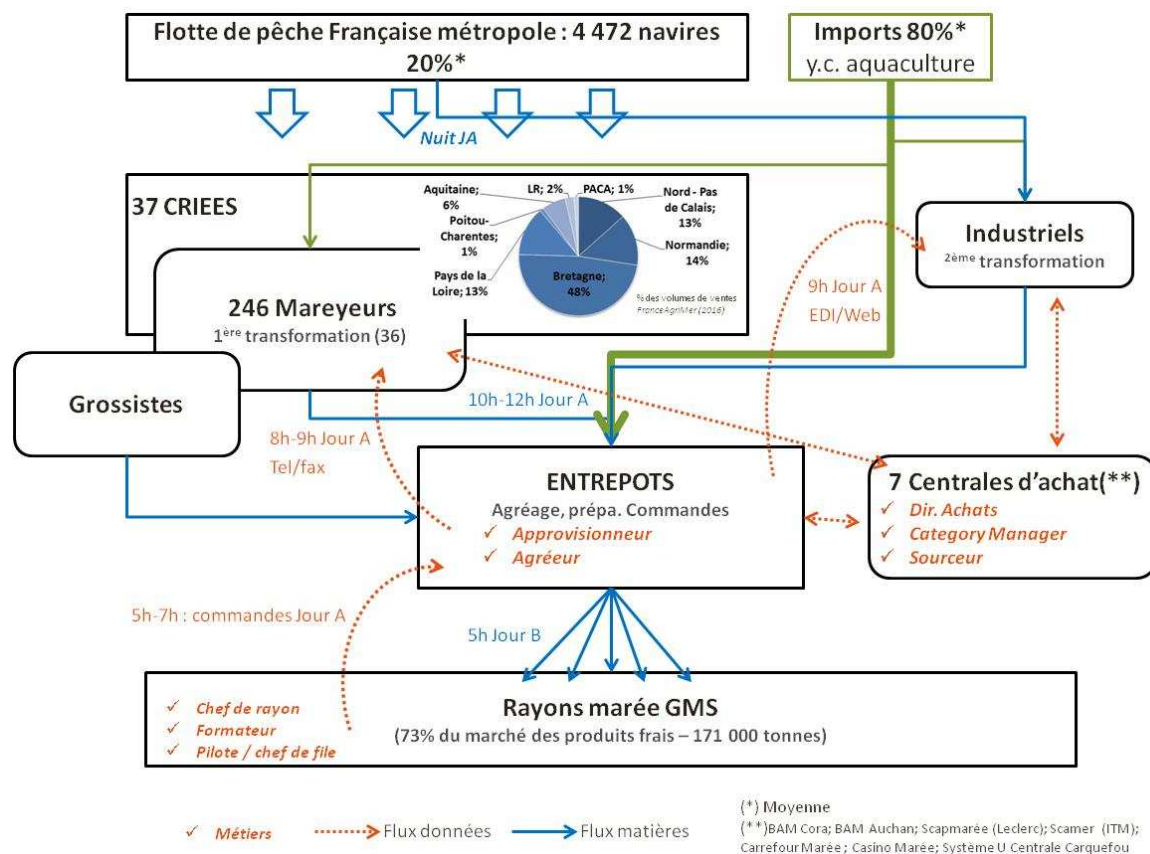 Flotte de pêche Française métropole : 4 472 navires
20%*
Imports 80%*
y.c. aquaculture
Nuit JA
37 CRIEES
Aquitaine;
6%
LR; 2%
PACA; 1%
Nord - Pas
de Calais;
13%
Poitou-
Charentes;
1%
Normandie;
14%
Pays de la
Loire; 13%
Bretagne;
48%
% des volumes de ventes
FranceAgriMer (2016)
246 Mareyeurs
1ère transformation (36)
Grossistes
Industriels
2ème transformation
9h Jour A
EDI/Web
10h-12h Jour A
8h-9h Jour A
Tel/fax
ENTREPOTS
Agréage, prépa. Commandes
✓ Approvisionneur
✓ Agréeur
7 Centrales d'achat(**)
✓ Dir. Achats
✓ Category Manager
✓ Sourceur
5h-7h : commandes Jour A
5h Jour B
Rayons marée GMS
(73% du marché des produits frais – 171 000 tonnes)
✓ Chef de rayon
✓ Formateur
✓ Pilote / chef de file
✓ Métiers
Flux données
Flux matières
(*) Moyenne
(**)BAM Cora; BAM Auchan; Scapmarée (Leclerc); Scamer (ITM);
Carrefour Marée ; Casino Marée; Système U Centrale Carquefou